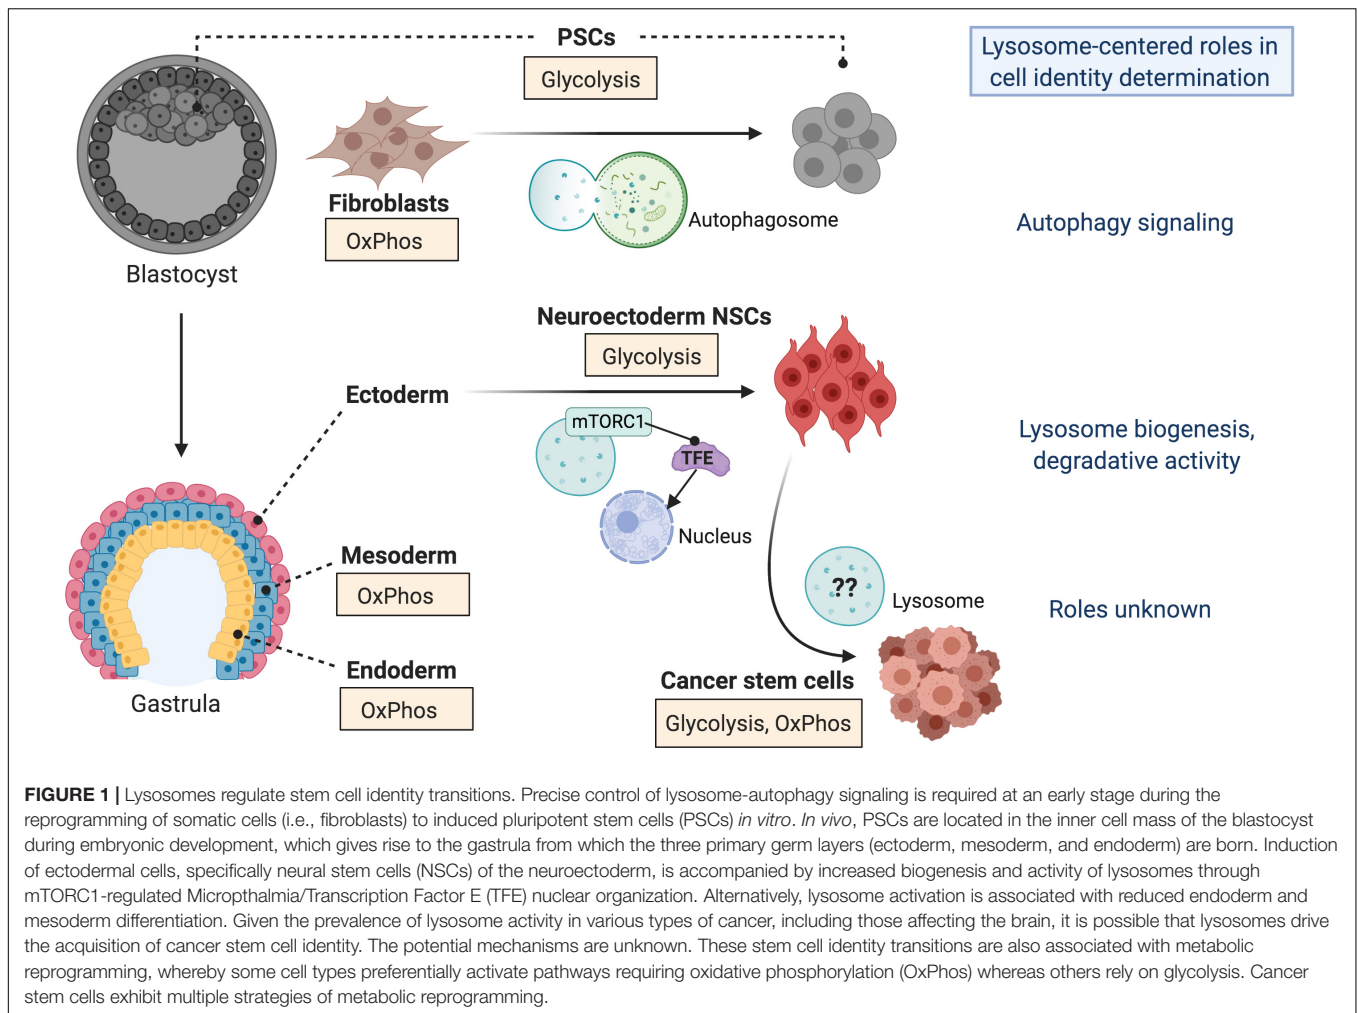 PSCs
Glycolysis
Lysosome-centered roles in
cell identity determination
Fibroblasts
OxPhos
Autophagosome
Autophagy signaling
Blastocyst
Neuroectoderm NSCs
Glycolysis
Ectoderm
mTORC1
TFE
Nucleus
Lysosome biogenesis,
degradative activity
Mesoderm
OxPhos
??
Lysosome
Roles unknown
Endoderm
OxPhos
Gastrula
Cancer stem cells
Glycolysis, OxPhos
FIGURE 1 | Lysosomes regulate stem cell identity transitions. Precise control of lysosome-autophagy signaling is required at an early stage during the
reprogramming of somatic cells (i.e., fibroblasts) to induced pluripotent stem cells (PSCs) in vitro. In vivo, PSCs are located in the inner cell mass of the blastocyst
during embryonic development, which gives rise to the gastrula from which the three primary germ layers (ectoderm, mesoderm, and endoderm) are born. Induction
of ectodermal cells, specifically neural stem cells (NSCs) of the neuroectoderm, is accompanied by increased biogenesis and activity of lysosomes through
mTORC1-regulated Micropthalmia/Transcription Factor E (TFE) nuclear organization. Alternatively, lysosome activation is associated with reduced endoderm and
mesoderm differentiation. Given the prevalence of lysosome activity in various types of cancer, including those affecting the brain, it is possible that lysosomes drive
the acquisition of cancer stem cell identity. The potential mechanisms are unknown. These stem cell identity transitions are also associated with metabolic
reprogramming, whereby some cell types preferentially activate pathways requiring oxidative phosphorylation (OxPhos) whereas others rely on glycolysis. Cancer
stem cells exhibit multiple strategies of metabolic reprogramming.